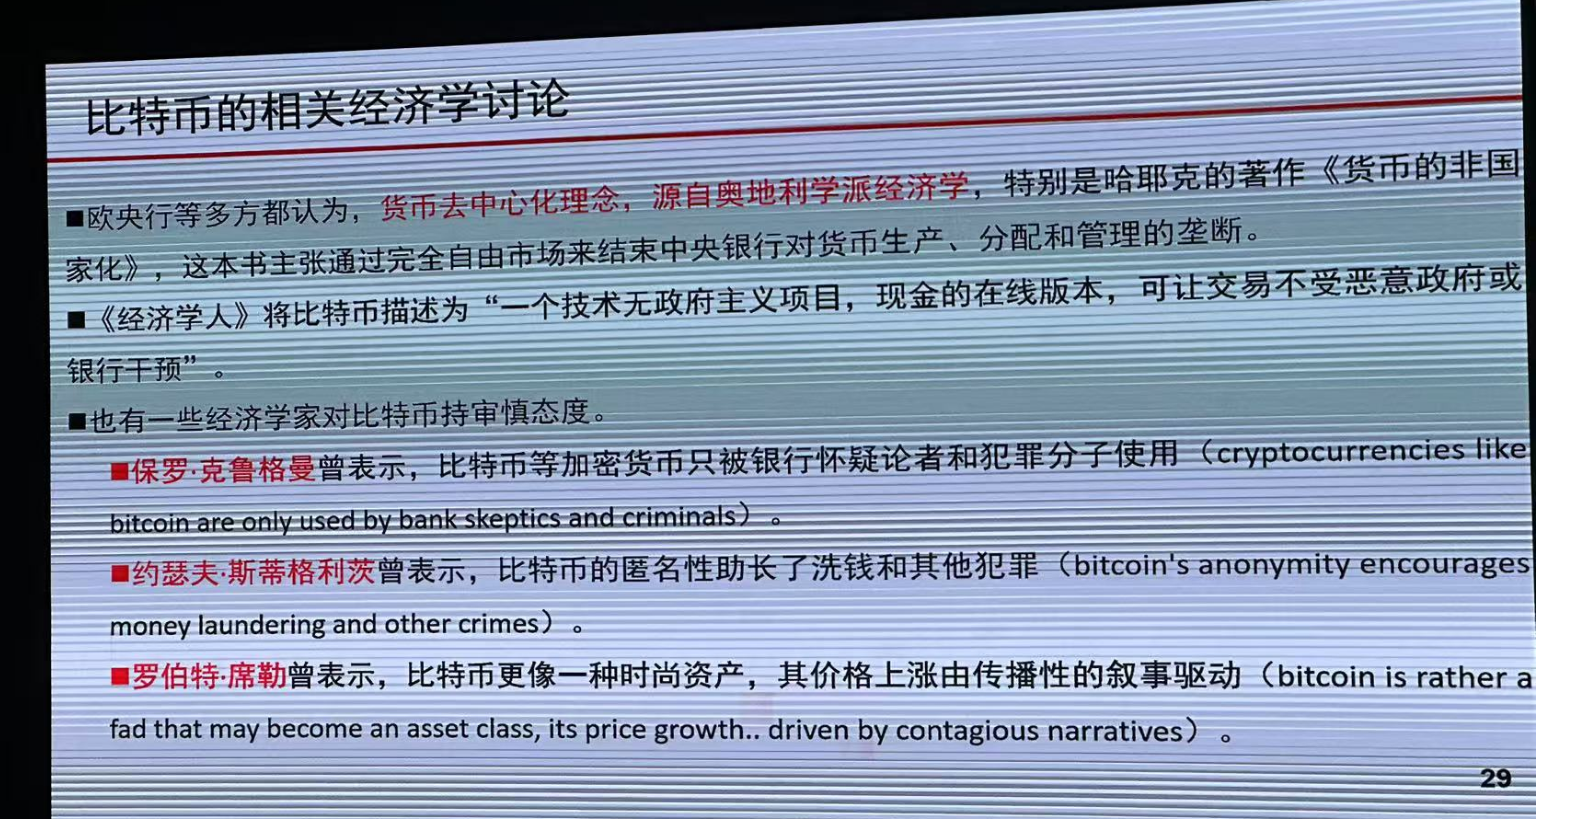 比特币的相关经济学讨论
■欧央行等多方都认为，货币去中心化理念，源自奥地利学派经济学，特别是哈耶克的著作《货币的非国
家化》，这本书主张通过完全自由市场来结束中央银行对货币生产、分配和管理的垄断。
■《经济学人》将比特币描述为“一个技术无政府主义项目，现金的在线版本，可让交易不受恶意政府或
银行干预”。
■也有一些经济学家对比特币持审慎态度。
■保罗·克鲁格曼曾表示，比特币等加密货币只被银行怀疑论者和犯罪分子使用（cryptocurrencies like
bitcoin are only used by bank skeptics and criminals）。
■约瑟夫·斯蒂格利茨曾表示，比特币的匿名性助长了洗钱和其他犯罪（bitcoin's anonymity encourages
money laundering and other crimes）。
■罗伯特·席勒曾表示，比特币更像一种时尚资产，其价格上涨由传播性的叙事驱动（bitcoin is rather a
fad that may become an asset class, its price growth.. driven by contagious narratives）。
29